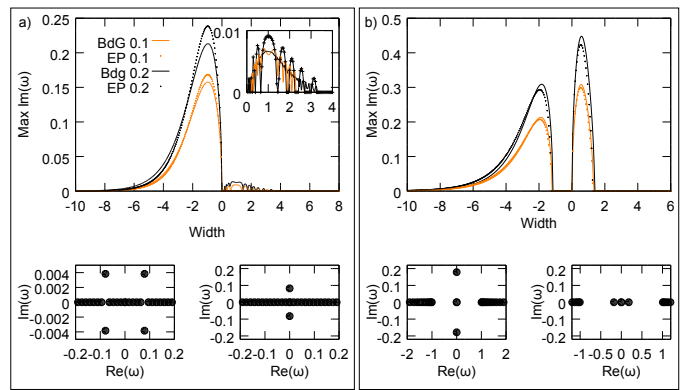 a)
Max Im(ω)
0.25
0.2
0.15
0.1
0.05
0
BdG 0.1
EP 0.1
Bdg 0.2
EP 0.2
0.01
0
0 1 2 3 4
-10 -8 -6 -4 -2 0 2 4 6 8
Width
Im(ω)
0.004
0.002
0
-0.002
-0.004
-0.2 -0.1 0 0.1 0.2
Re(ω)
Im(ω)
0.2
0.1
0
-0.1
-0.2
-0.2 -0.1 0 0.1 0.2
Re(ω)
b)
Max Im(ω)
0.5
0.4
0.3
0.2
0.1
0
-10 -8 -6 -4 -2 0 2 4 6
Width
Im(ω)
0.2
0.1
0
-0.1
-0.2
-2 -1 0 1 2
Re(ω)
Im(ω)
0.2
0.1
0
-0.1
-0.2
-1 -0.5 0 0.5 1
Re(ω)